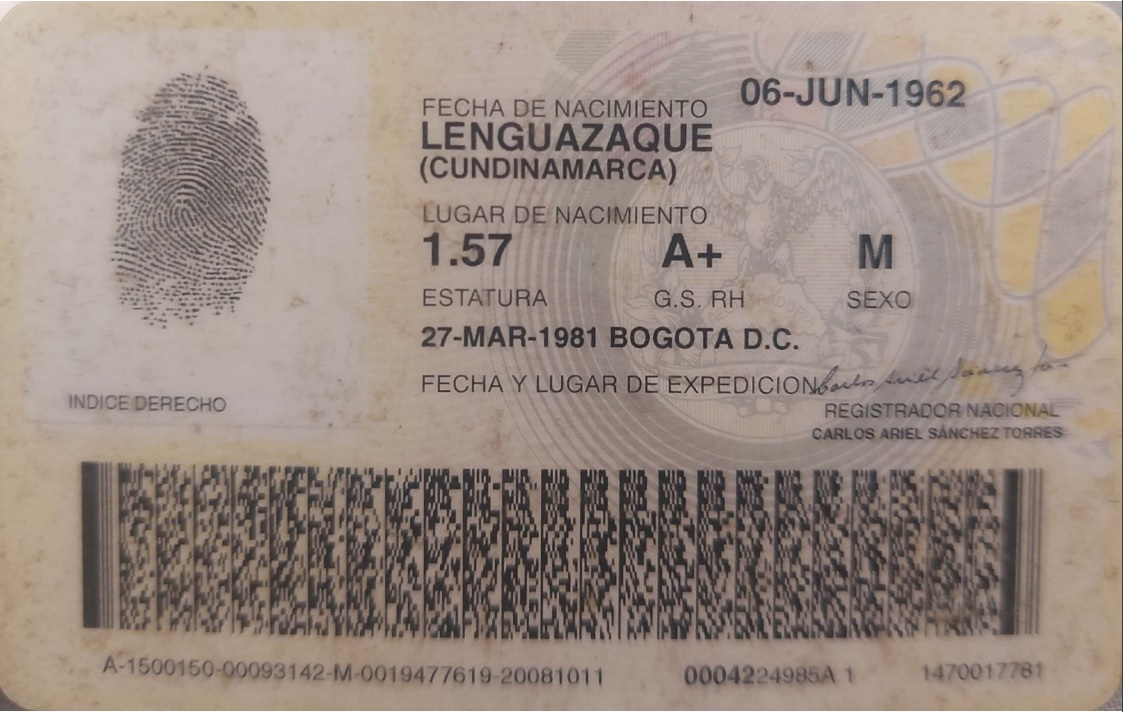 06-JUN-1962
FECHA DE NACIMIENTO
LENGUAZAQUE
(CUNDINAMARCA)
LUGAR DE NACIMIENTO
1.57 A+ M
ESTATURA G.S. RH SEXO
27-MAR-1981 BOGOTA D.C.
FECHA Y LUGAR DE EXPEDICION
INDICE DERECHO
REGISTRADOR NACIONAL
CARLOS ARIEL SÁNCHEZ TORRES
A-1500150-00093142-M-0019477619-20081011 0004224985A 1 1470017781